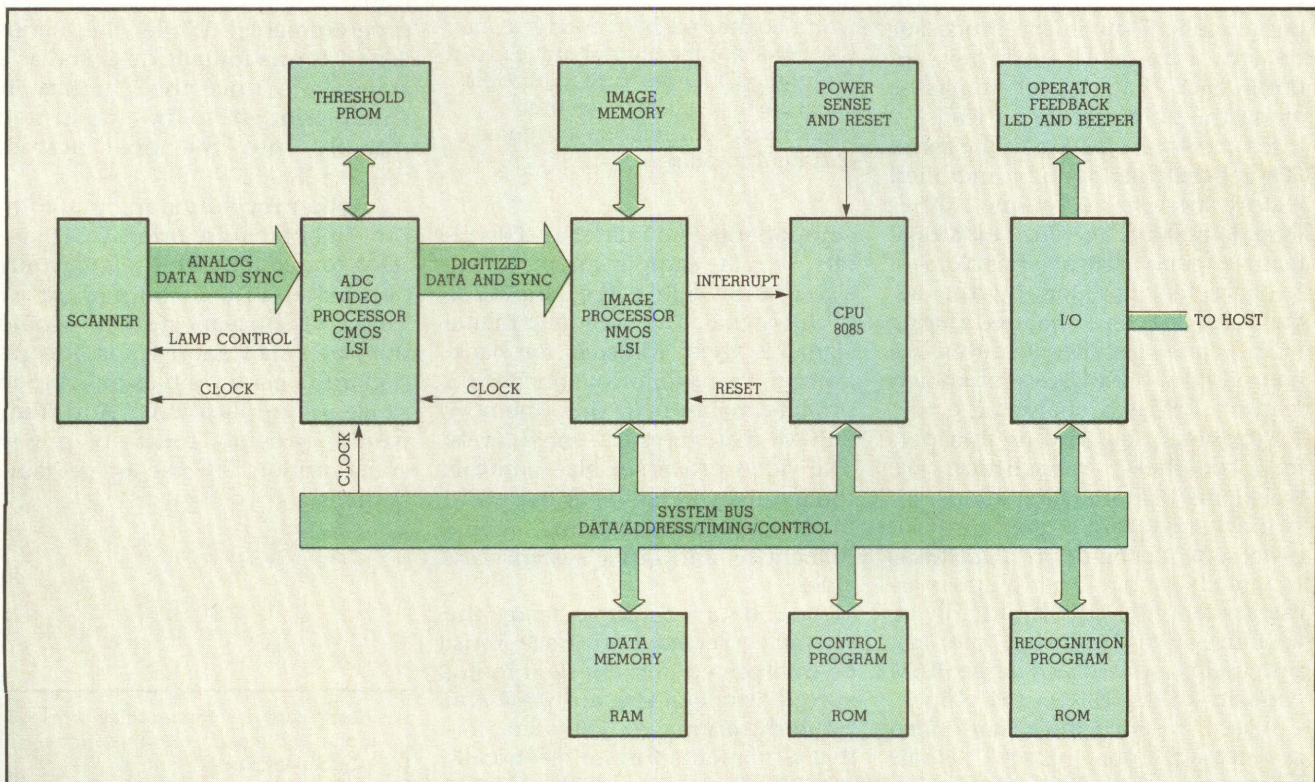 THRESHOLD
PROM
IMAGE
MEMORY
POWER
SENSE
AND RESET
OPERATOR
FEEDBACK
LED AND BEEPER
SCANNER
ANALOG
DATA AND SYNC
LAMP CONTROL
CLOCK
ADC
VIDEO
PROCESSOR
CMOS
LSI
DIGITIZED
DATA AND SYNC
CLOCK
IMAGE
PROCESSOR
NMOS
LSI
INTERRUPT
RESET
CPU
8085
I/O
TO HOST
CLOCK
SYSTEM BUS
DATA/ADDRESS/TIMING/CONTROL
DATA
MEMORY
RAM
CONTROL
PROGRAM
ROM
RECOGNITION
PROGRAM
ROM